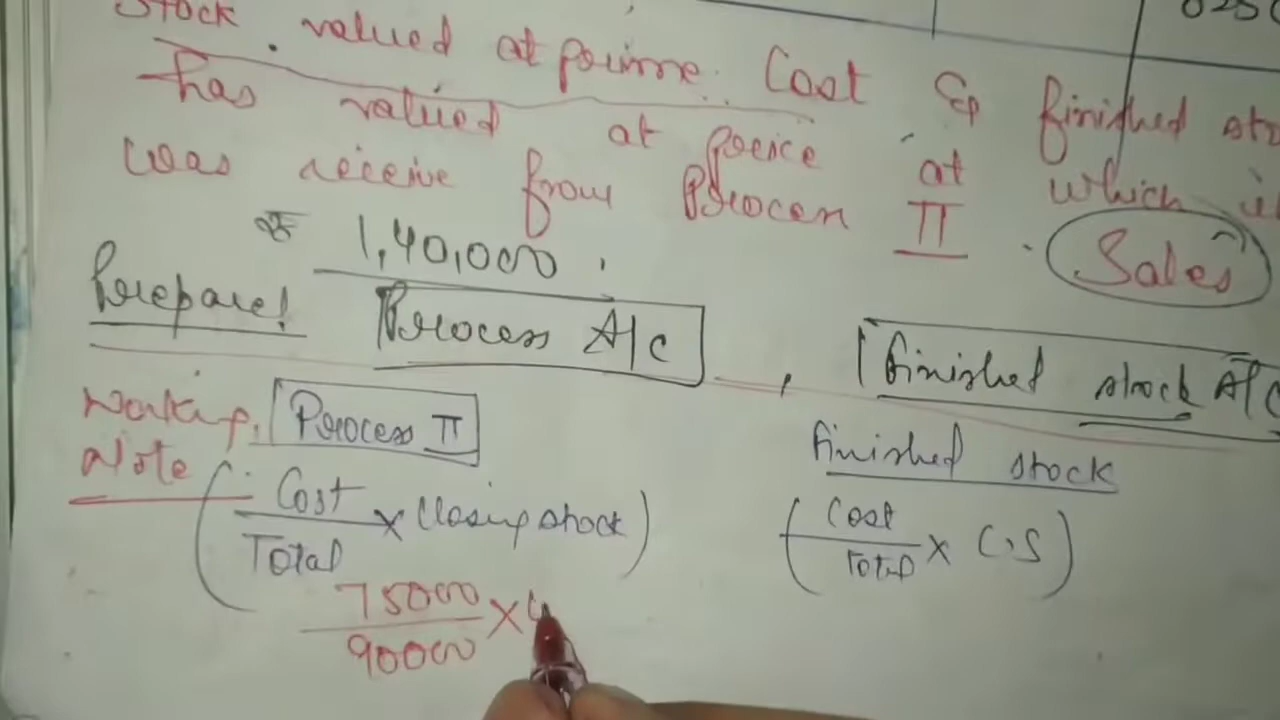 Stock valued at prime Cost & finished
has valued at price at which
was receive from Process II . Sales
1,40,000.
Prepare! Process A/c , finished stock A/C
Working Process II finished stock
Note
(Cost/Total × Closing stock) (Cost/Total × C.S)
75000/90000 ×